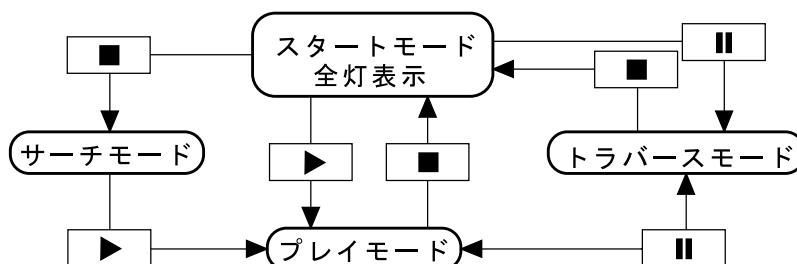 スタートモード
全灯表示
サーチモード
トラバースモード
プレイモード